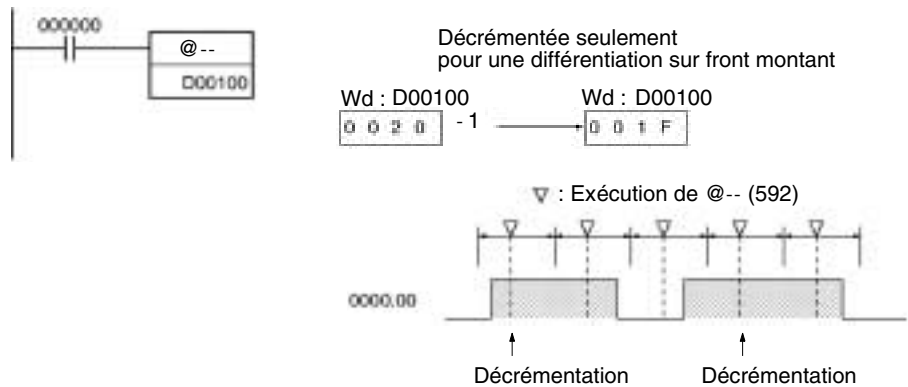 000000
@--
D00100
Décrémentée seulement
pour une différentiation sur front montant
Wd : D00100
Wd : D00100
0 0 2 0
- 1
0 0 1 F
: Exécution de @-- (592)
0000.00
Décrémentation
Décrémentation